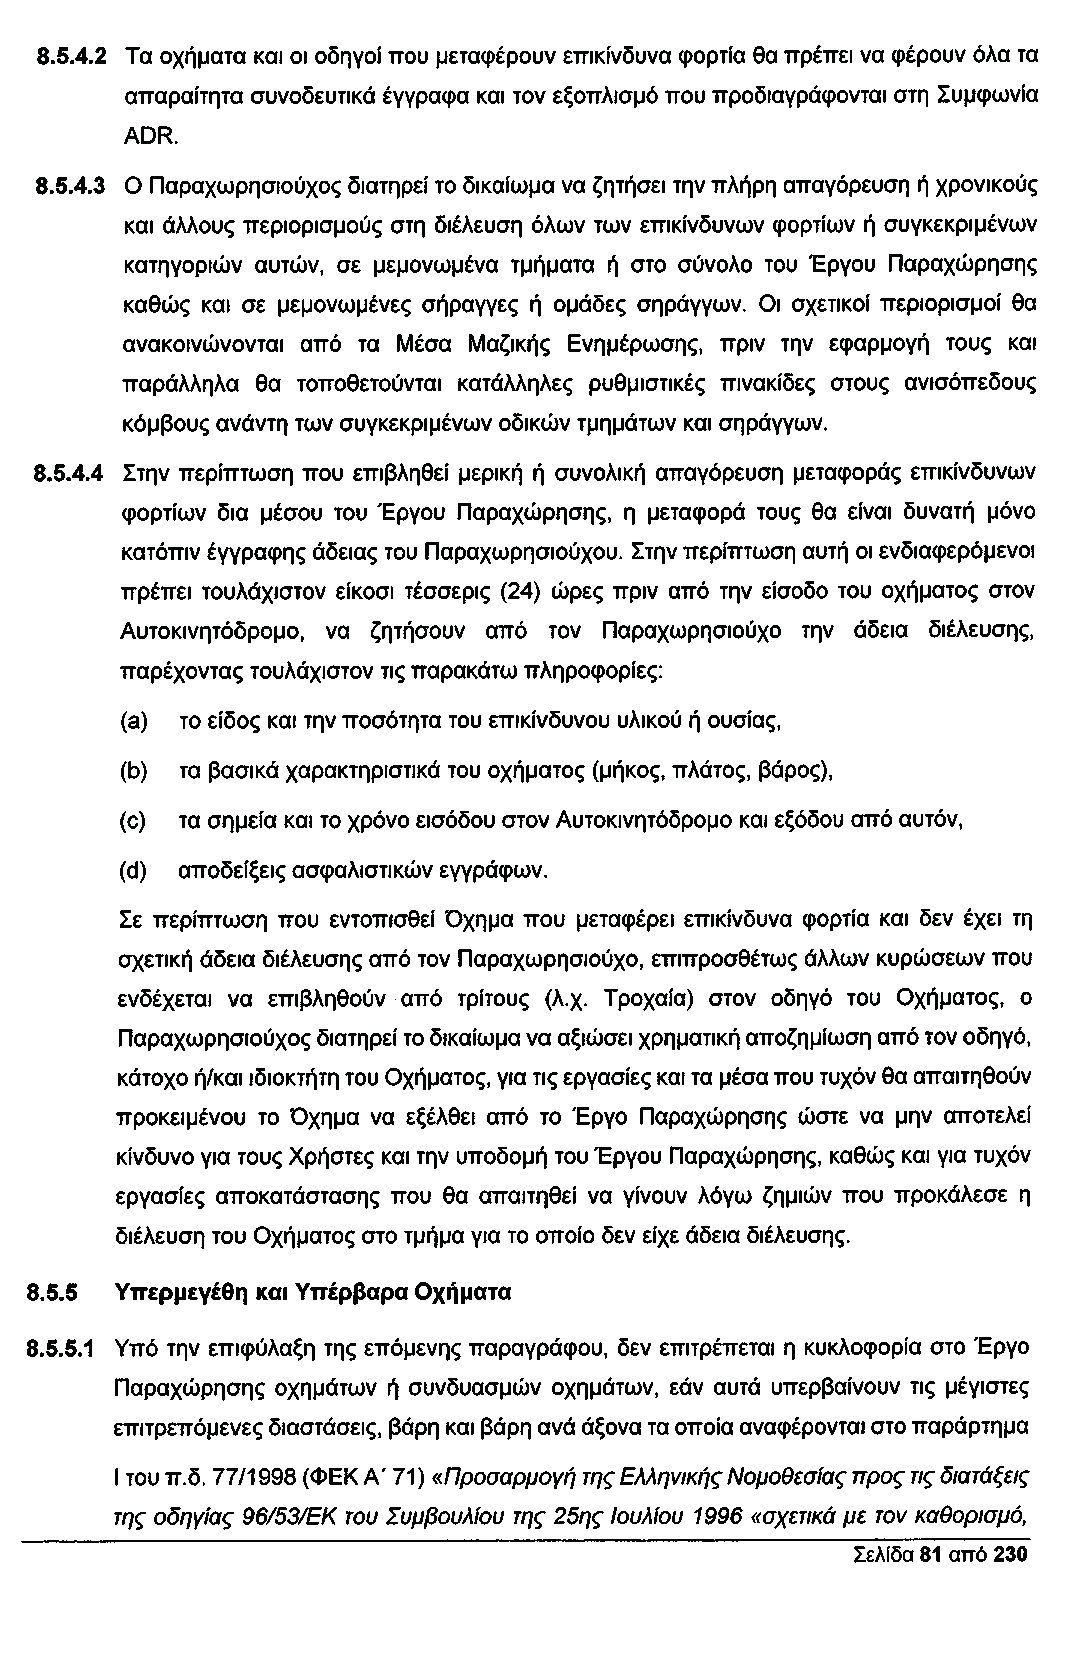 8.5.4.2 Τα οχήματα και οι οδηγοί που μεταφέρουν επικίνδυνα φορτία θα πρέπει να φέρουν όλα τα
απαραίτητα συνοδευτικά έγγραφα και τον εξοπλισμό που προδιαγράφονται στη Συμφωνία
ADR.
8.5.4.3 Ο Παραχωρησιούχος διατηρεί το δικαίωμα να ζητήσει την πλήρη απαγόρευση ή χρονικούς
και άλλους περιορισμούς στη διέλευση όλων των επικίνδυνων φορτίων ή συγκεκριμένων
κατηγοριών αυτών, σε μεμονωμένα τμήματα ή στο σύνολο του Έργου Παραχώρησης
καθώς και σε μεμονωμένες σήραγγες ή ομάδες σηράγγων. Οι σχετικοί περιορισμοί θα
ανακοινώνονται από τα Μέσα Μαζικής Ενημέρωσης, πριν την εφαρμογή τους και
παράλληλα θα τοποθετούνται κατάλληλες ρυθμιστικές πινακίδες στους ανισόπεδους
κόμβους ανάντη των συγκεκριμένων οδικών τμημάτων και σηράγγων.
8.5.4.4 Στην περίπτωση που επιβληθεί μερική ή συνολική απαγόρευση μεταφοράς επικίνδυνων
φορτίων δια μέσου του Έργου Παραχώρησης, η μεταφορά τους θα είναι δυνατή μόνο
κατόπιν έγγραφης άδειας του Παραχωρησιούχου. Στην περίπτωση αυτή οι ενδιαφερόμενοι
πρέπει τουλάχιστον είκοσι τέσσερις (24) ώρες πριν από την είσοδο του οχήματος στον
Αυτοκινητόδρομο, να ζητήσουν από τον Παραχωρησιούχο την άδεια διέλευσης,
παρέχοντας τουλάχιστον τις παρακάτω πληροφορίες:
(a) το είδος και την ποσότητα του επικίνδυνου υλικού ή ουσίας,
(b) τα βασικά χαρακτηριστικά του οχήματος (μήκος, πλάτος, βάρος),
(c) τα σημεία και το χρόνο εισόδου στον Αυτοκινητόδρομο και εξόδου από αυτόν,
(d) αποδείξεις ασφαλιστικών εγγράφων.
Σε περίπτωση που εντοπισθεί Όχημα που μεταφέρει επικίνδυνα φορτία και δεν έχει τη
σχετική άδεια διέλευσης από τον Παραχωρησιούχο, επιπροσθέτως άλλων κυρώσεων που
ενδέχεται να επιβληθούν από τρίτους (λ.χ. Τροχαία) στον οδηγό του Οχήματος, ο
Παραχωρησιούχος διατηρεί το δικαίωμα να αξιώσει χρηματική αποζημίωση από τον οδηγό,
κάτοχο ή/και ιδιοκτήτη του Οχήματος, για τις εργασίες και τα μέσα που τυχόν θα απαιτηθούν
προκειμένου το Όχημα να εξέλθει από το Έργο Παραχώρησης ώστε να μην αποτελεί
κίνδυνο για τους Χρήστες και την υποδομή του Έργου Παραχώρησης, καθώς και για τυχόν
εργασίες αποκατάστασης που θα απαιτηθεί να γίνουν λόγω ζημιών που προκάλεσε η
διέλευση του Οχήματος στο τμήμα για το οποίο δεν είχε άδεια διέλευσης.
8.5.5 Υπερμεγέθη και Υπέρβαρα Οχήματα
8.5.5.1 Υπό την επιφύλαξη της επόμενης παραγράφου, δεν επιτρέπεται η κυκλοφορία στο Έργο
Παραχώρησης οχημάτων ή συνδυασμών οχημάτων, εάν αυτά υπερβαίνουν τις μέγιστες
επιτρεπόμενες διαστάσεις, βάρη και βάρη ανά άξονα τα οποία αναφέρονται στο παράρτημα
Ι του π.δ. 77/1998 (ΦΕΚ Α΄ 71) «Προσαρμογή της Ελληνικής Νομοθεσίας προς τις διατάξεις
της οδηγίας 96/53/ΕΚ του Συμβουλίου της 25ης Ιουλίου 1996 «σχετικά με τον καθορισμό,
Σελίδα 81 από 230